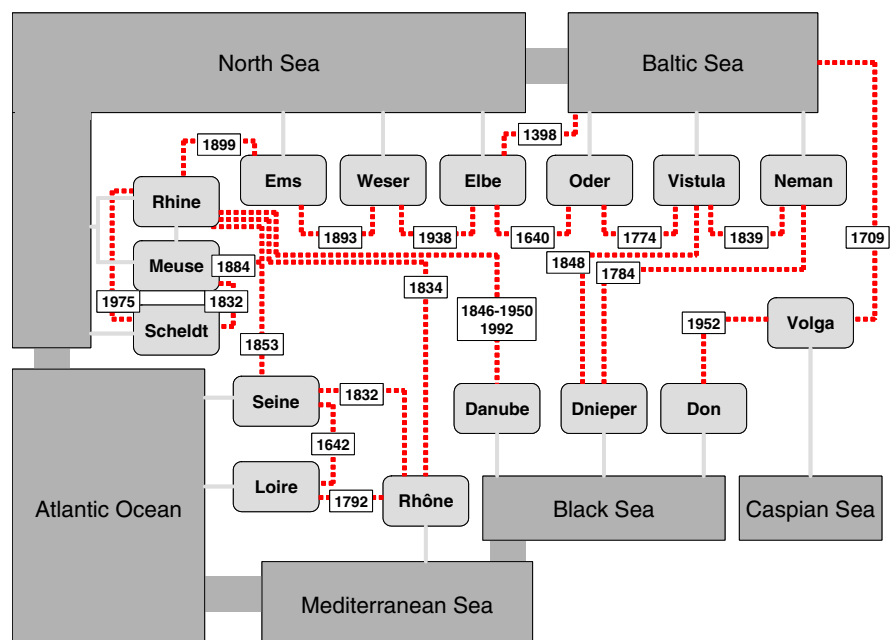 North Sea
Baltic Sea
1398
1899
Ems
Weser
Elbe
Oder
Vistula
Neman
Rhine
1893
1938
1640
1774
1839
1709
Meuse
1884
1848
1784
1834
1975
1832
1846-1950
1992
Scheldt
1952
Volga
1853
Seine
1832
Danube
Dnieper
Don
1642
Loire
1792
Rhône
Atlantic Ocean
Black Sea
Caspian Sea
Mediterranean Sea